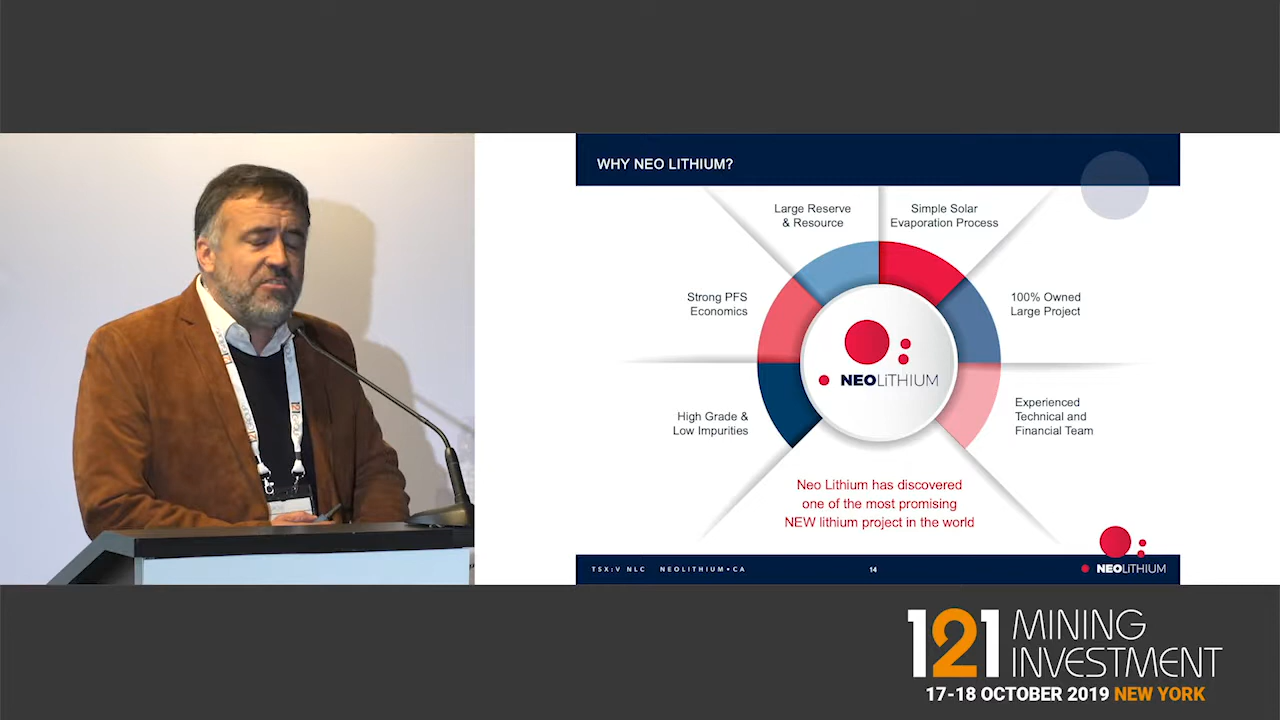 WHY NEO LITHIUM?
Large Reserve
& Resource
Simple Solar
Evaporation Process
Strong PFS
Economics
100% Owned
Large Project
NEOLiTHIUM
High Grade &
Low Impurities
Experienced
Technical and
Financial Team
Neo Lithium has discovered
one of the most promising
NEW lithium project in the world
TSX:V NLC NEOLITHIUM•CA
14
NEOLiTHIUM
121
121 MINING
INVESTMENT
17-18 OCTOBER 2019 NEW YORK